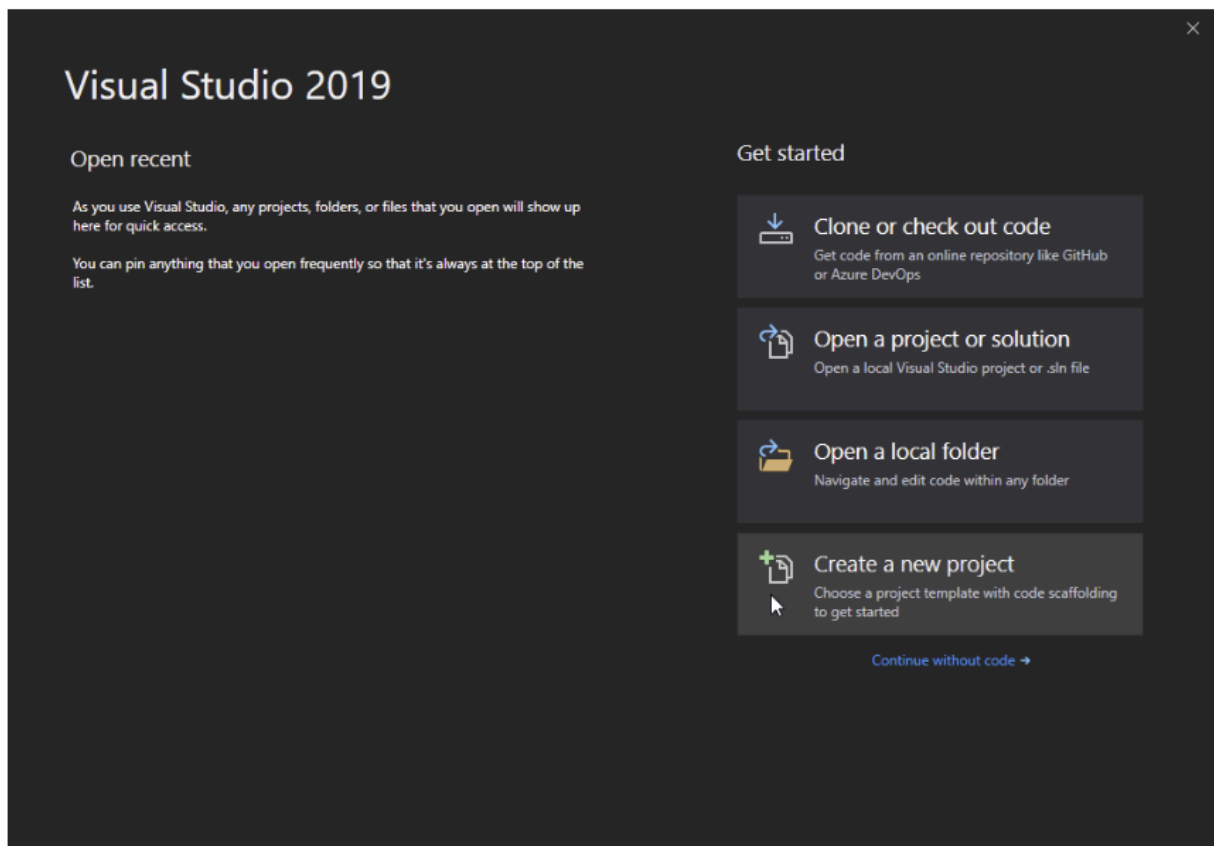 Visual Studio 2019
Open recent
As you use Visual Studio, any projects, folders, or files that you open will show up
here for quick access.
You can pin anything that you open frequently so that it's always at the top of the
list.
Get started
Clone or check out code
Get code from an online repository like GitHub
or Azure DevOps
Open a project or solution
Open a local Visual Studio project or .sln file
Open a local folder
Navigate and edit code within any folder
Create a new project
Choose a project template with code scaffolding
to get started
Continue without code →